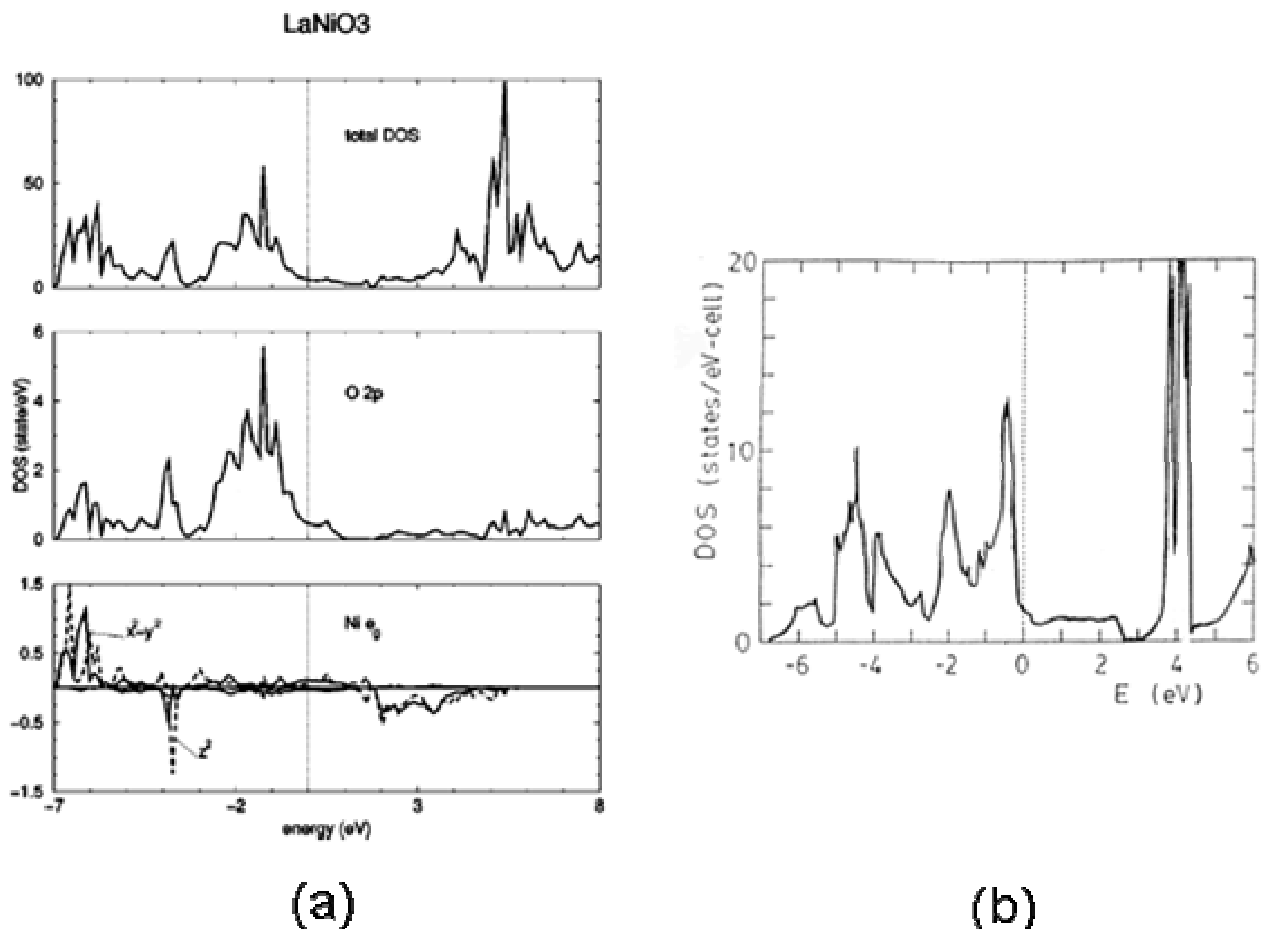 LaNiO3
100
50
0
total DOS
6
4
2
0
O 2p
DOS (state/eV)
1.5
0.5
-0.5
-1.5
Ni e_g
x²-y²
z²
-7
-2
3
8
energy (eV)
(a)
20
10
0
DOS (states/eV-cell)
-6
-4
-2
0
2
4
6
E (eV)
(b)